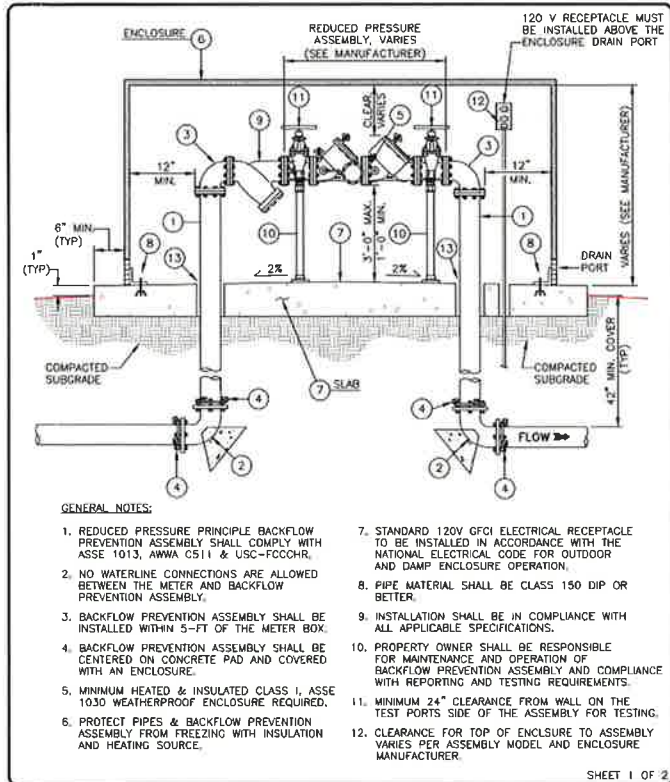 ENCLOSURE
6
REDUCED PRESSURE
ASSEMBLY, VARIES
(SEE MANUFACTURER)
120 V RECEPTACLE MUST
BE INSTALLED ABOVE THE
ENCLOSURE DRAIN PORT
11
CLEAR.
VARIES
11
12
3
9
5
3
12"
MIN.
12"
MIN.
VARIES (SEE MANUFACTURER)
1
10
3'-0" MAX.
1'-0" MIN.
10
1
6" MIN.
(TYP)
1"
(TYP)
8
13
2%
7
2%
13
8
DRAIN
PORT
COMPACTED
SUBGRADE
7
SLAB
COMPACTED
SUBGRADE
42" MIN. COVER
(TYP)
4
4
2
4
FLOW
2
4
GENERAL NOTES:
1. REDUCED PRESSURE PRINCIPLE BACKFLOW
PREVENTION ASSEMBLY SHALL COMPLY WITH
ASSE 1013, AWWA C511 & USC-FCCCHR.
2. NO WATERLINE CONNECTIONS ARE ALLOWED
BETWEEN THE METER AND BACKFLOW
PREVENTION ASSEMBLY.
3. BACKFLOW PREVENTION ASSEMBLY SHALL BE
INSTALLED WITHIN 5-FT OF THE METER BOX.
4. BACKFLOW PREVENTION ASSEMBLY SHALL BE
CENTERED ON CONCRETE PAD AND COVERED
WITH AN ENCLOSURE.
5. MINIMUM HEATED & INSULATED CLASS I, ASSE
1030 WEATHERPROOF ENCLOSURE REQUIRED.
6. PROTECT PIPES & BACKFLOW PREVENTION
ASSEMBLY FROM FREEZING WITH INSULATION
AND HEATING SOURCE.
7. STANDARD 120V GFCI ELECTRICAL RECEPTACLE
TO BE INSTALLED IN ACCORDANCE WITH THE
NATIONAL ELECTRICAL CODE FOR OUTDOOR
AND DAMP ENCLOSURE OPERATION.
8. PIPE MATERIAL SHALL BE CLASS 150 DIP OR
BETTER.
9. INSTALLATION SHALL BE IN COMPLIANCE WITH
ALL APPLICABLE SPECIFICATIONS.
10. PROPERTY OWNER SHALL BE RESPONSIBLE
FOR MAINTENANCE AND OPERATION OF
BACKFLOW PREVENTION ASSEMBLY AND COMPLIANCE
WITH REPORTING AND TESTING REQUIREMENTS.
11. MINIMUM 24" CLEARANCE FROM WALL ON THE
TEST PORTS SIDE OF THE ASSEMBLY FOR TESTING.
12. CLEARANCE FOR TOP OF ENCLSURE TO ASSEMBLY
VARIES PER ASSEMBLY MODEL AND ENCLOSURE
MANUFACTURER.
SHEET 1 OF 2